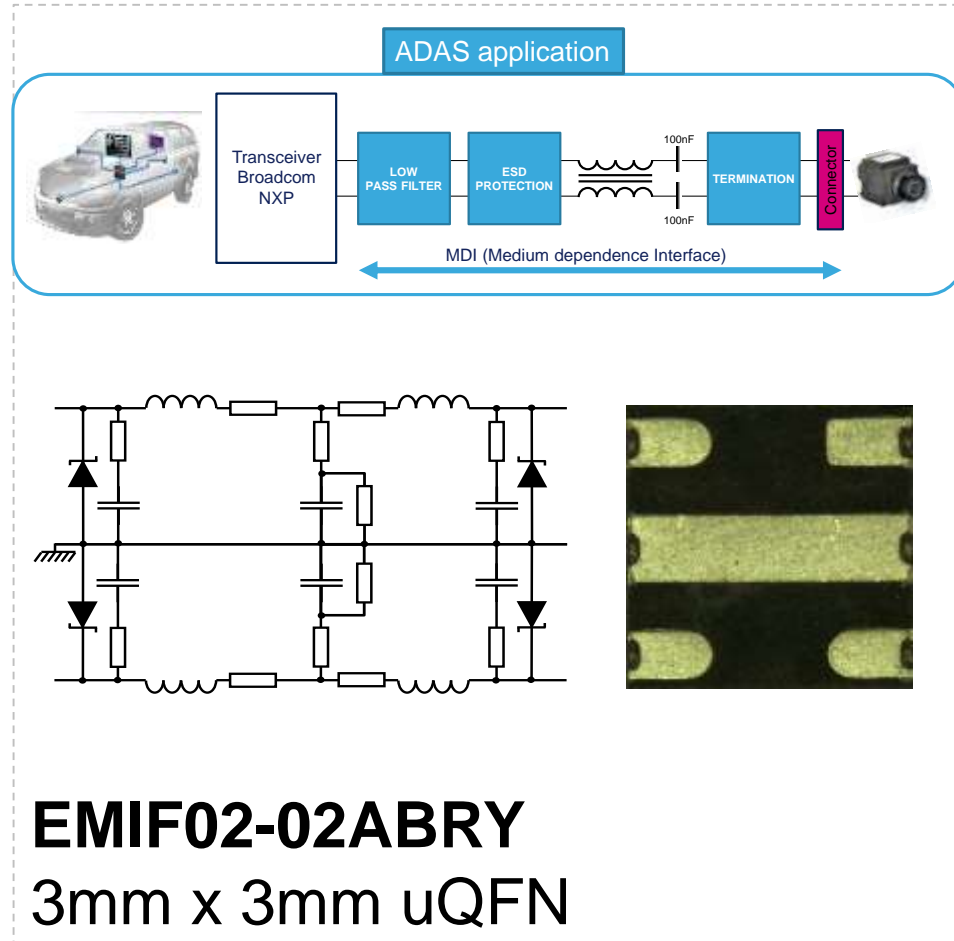 ADAS application
Transceiver
Broadcom
NXP
LOW
PASS FILTER
ESD
PROTECTION
100nF
100nF
TERMINATION
Connector
MDI (Medium dependence Interface)
EMIF02-02ABRY
3mm x 3mm uQFN